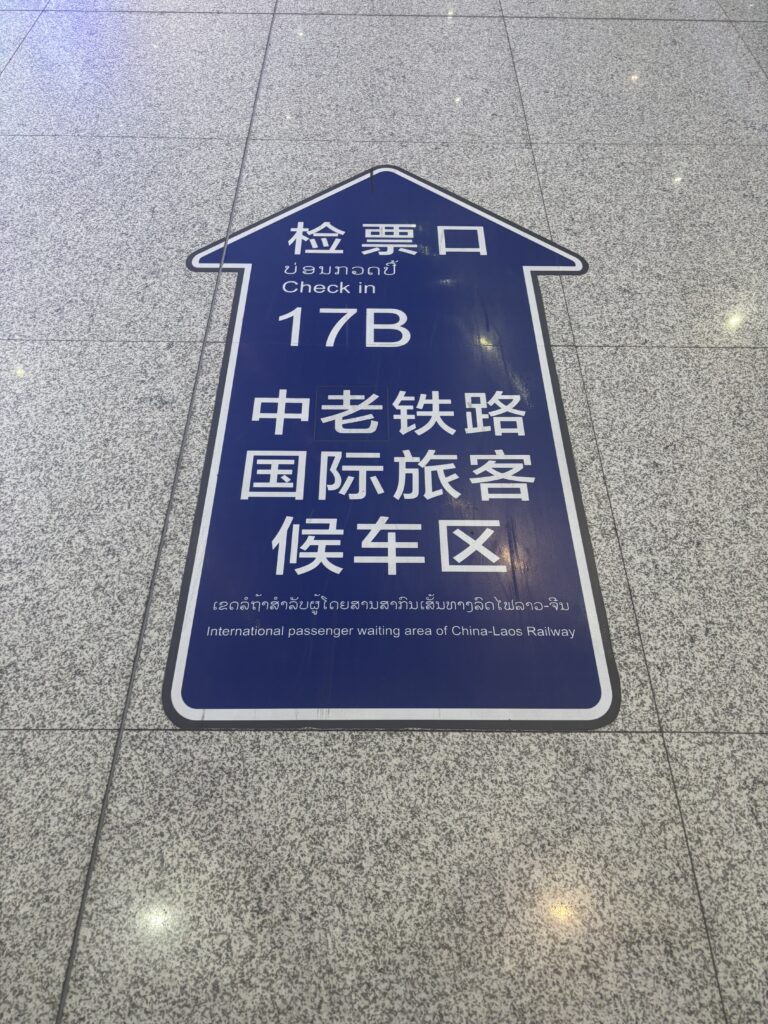 检票口
ບ່ອນກວດປີ້
Check in
17B
中老铁路
国际旅客
候车区
ເຂດລໍຖ້າສຳລັບຜູ້ໂດຍສານສາກົນເສັ້ນທາງລົດໄຟລາວ-ຈີນ
International passenger waiting area of China-Laos Railway